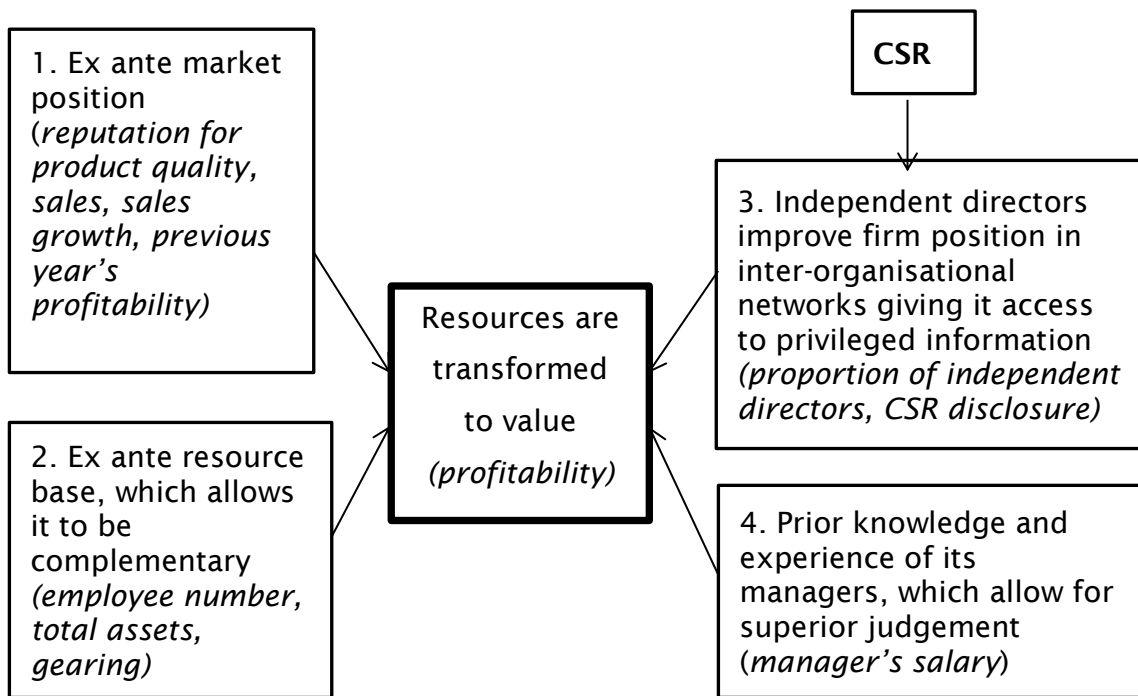 1. Ex ante market
position
(reputation for
product quality,
sales, sales
growth, previous
year’s
profitability)
2. Ex ante resource
base, which allows
it to be
complementary
(employee number,
total assets,
gearing)
Resources are
transformed
to value
(profitability)
CSR
3. Independent directors
improve firm position in
inter-organisational
networks giving it access
to privileged information
(proportion of independent
directors, CSR disclosure)
4. Prior knowledge and
experience of its
managers, which allow for
superior judgement
(manager’s salary)